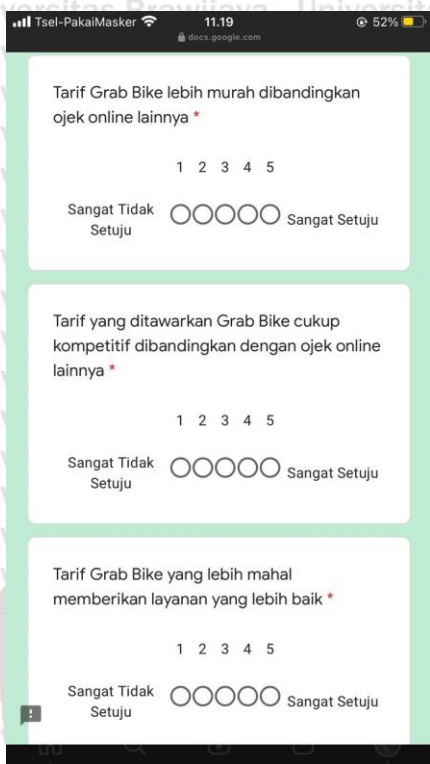 Tsel-PakaiMasker 11.19 52%
docs.google.com
Tarif Grab Bike lebih murah dibandingkan
ojek online lainnya *
1 2 3 4 5
Sangat Tidak
Setuju
Sangat Setuju
Tarif yang ditawarkan Grab Bike cukup
kompetitif dibandingkan dengan ojek online
lainnya *
1 2 3 4 5
Sangat Tidak
Setuju
Sangat Setuju
Tarif Grab Bike yang lebih mahal
memberikan layanan yang lebih baik *
1 2 3 4 5
Sangat Tidak
Setuju
Sangat Setuju